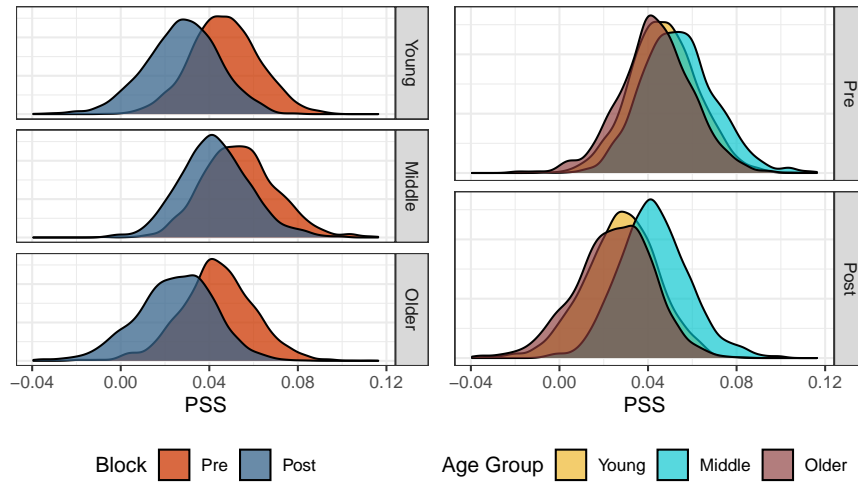 Young
Middle
Older
−0.04 0.00 0.04 0.08 0.12
PSS
Block Pre Post
Pre
Post
−0.04 0.00 0.04 0.08 0.12
PSS
Age Group Young Middle Older